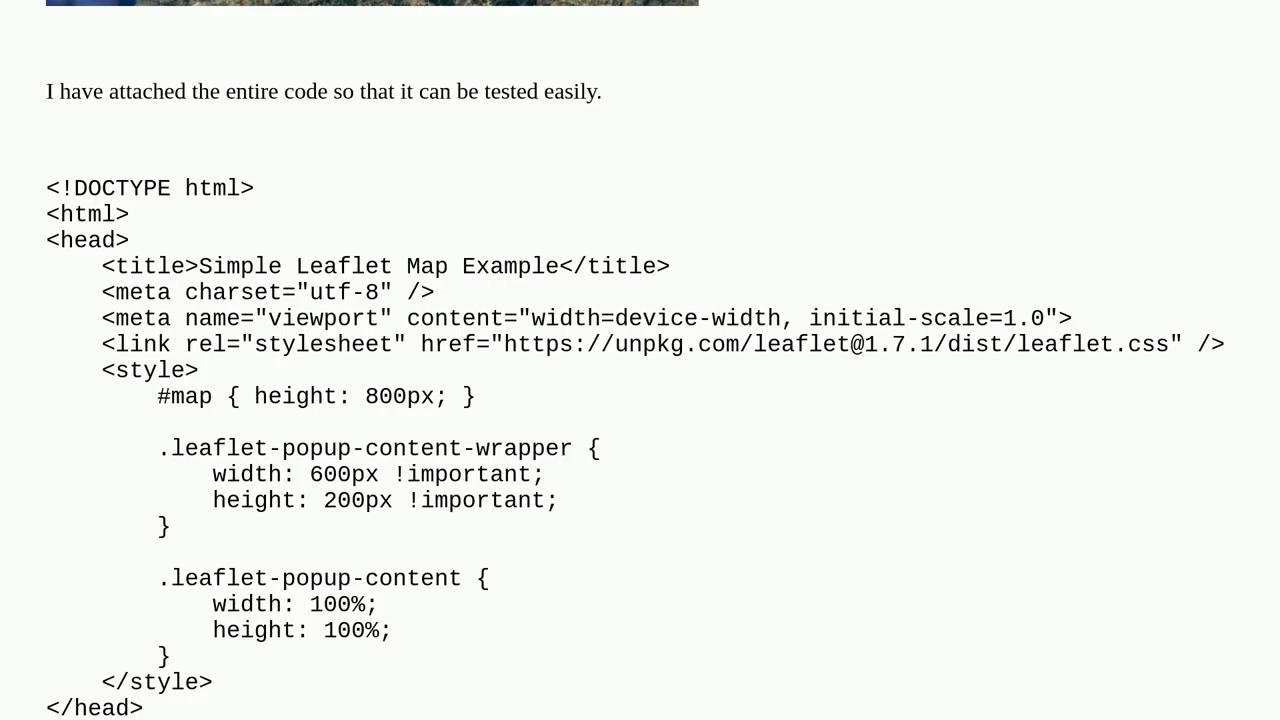 I have attached the entire code so that it can be tested easily.
<!DOCTYPE html>
<html>
<head>
    <title>Simple Leaflet Map Example</title>
    <meta charset="utf-8" />
    <meta name="viewport" content="width=device-width, initial-scale=1.0">
    <link rel="stylesheet" href="https://unpkg.com/leaflet@1.7.1/dist/leaflet.css" />
    <style>
        #map { height: 800px; }
        .leaflet-popup-content-wrapper {
            width: 600px !important;
            height: 200px !important;
        }
        .leaflet-popup-content {
            width: 100%;
            height: 100%;
        }
    </style>
</head>